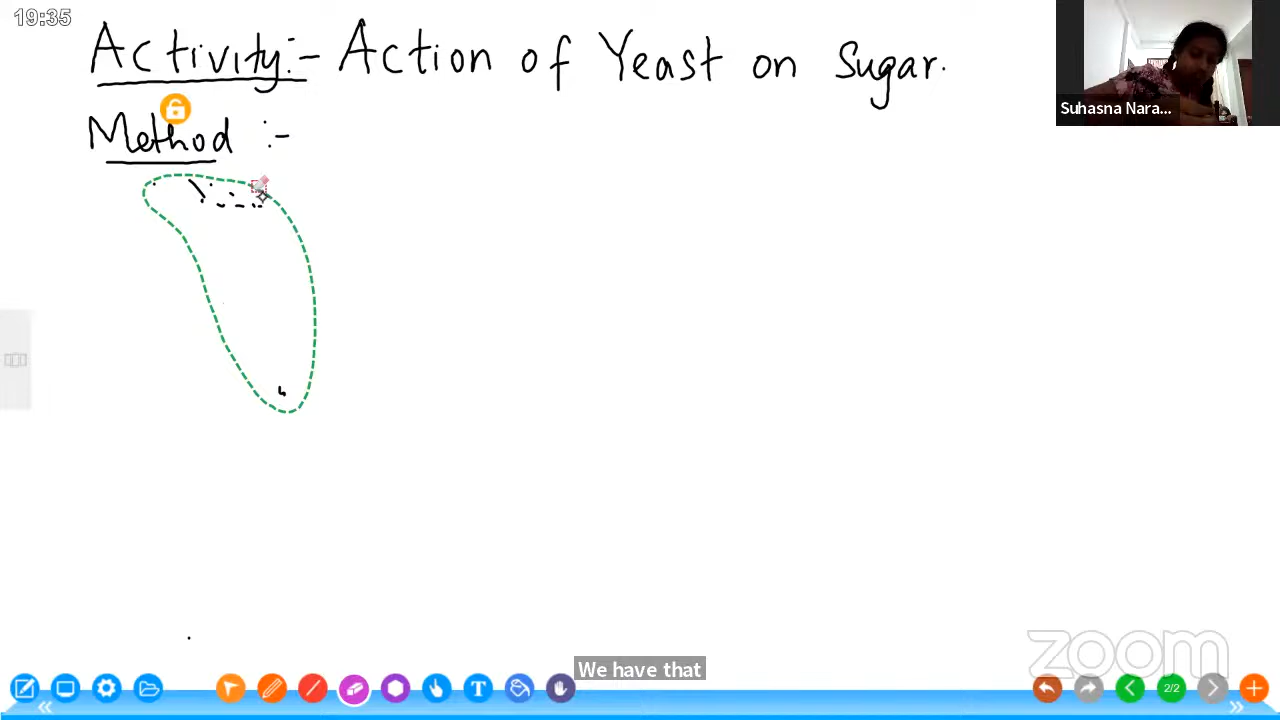 19:35
Activity:- Action of Yeast on Sugar.
Method :-
Suhasna Nara...
We have that
zoom
2/2